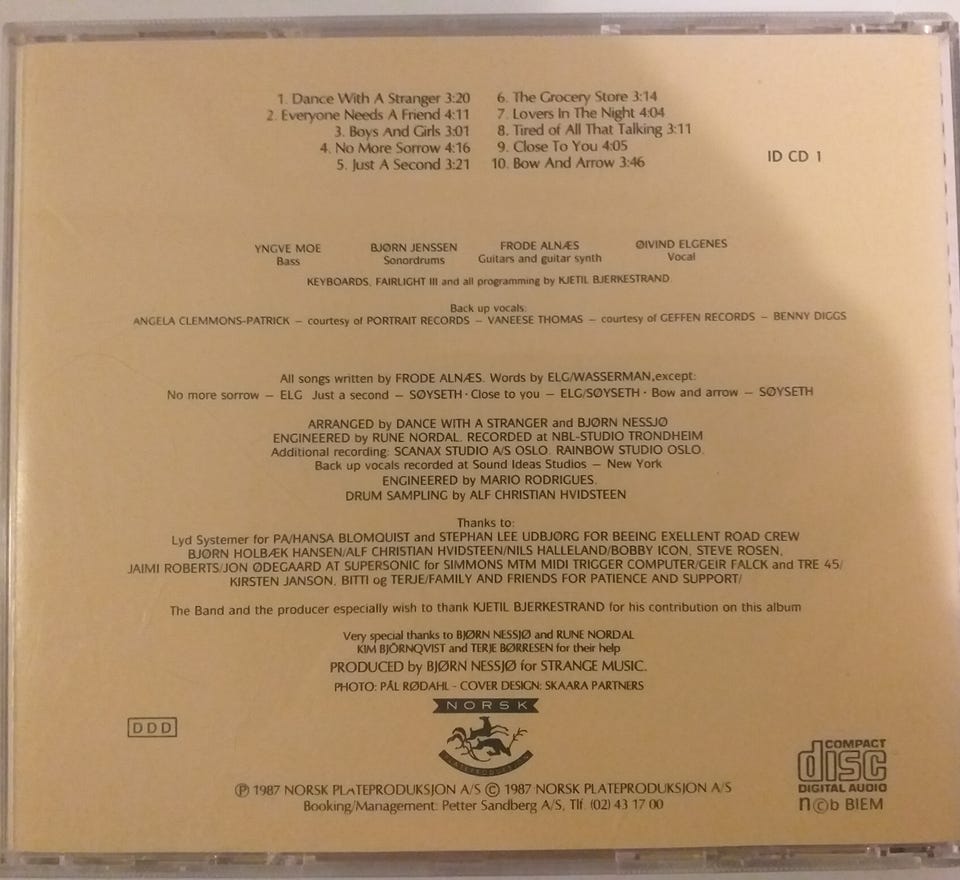 1. Dance With A Stranger 3:20
2. Everyone Needs A Friend 4:11
3. Boys And Girls 3:01
4. No More Sorrow 4:16
5. Just A Second 3:21
6. The Grocery Store 3:14
7. Lovers In The Night 4:04
8. Tired of All That Talking 3:11
9. Close To You 4:05
10. Bow And Arrow 3:46
ID CD 1
YNGVE MOE
Bass
BJØRN JENSSEN
Sonordrums
FRODE ALNÆS
Guitars and guitar synth
ØIVIND ELGENES
Vocal
KEYBOARDS, FAIRLIGHT III and all programming by KJETIL BJERKESTRAND
Back up vocals:
ANGELA CLEMMONS-PATRICK – courtesy of PORTRAIT RECORDS – VANEESE THOMAS – courtesy of GEFFEN RECORDS – BENNY DIGGS
All songs written by FRODE ALNÆS. Words by ELG/WASSERMAN,except:
No more sorrow – ELG Just a second – SØYSETH · Close to you – ELG/SØYSETH · Bow and arrow – SØYSETH
ARRANGED by DANCE WITH A STRANGER and BJØRN NESSJØ
ENGINEERED by RUNE NORDAL. RECORDED at NBL-STUDIO TRONDHEIM
Additional recording: SCANAX STUDIO A/S OSLO. RAINBOW STUDIO OSLO.
Back up vocals recorded at Sound Ideas Studios – New York
ENGINEERED by MARIO RODRIGUES.
DRUM SAMPLING by ALF CHRISTIAN HVIDSTEEN
Thanks to:
Lyd Systemer for PA/HANSA BLOMQUIST and STEPHAN LEE UDBJØRG FOR BEEING EXELLENT ROAD CREW
BJØRN HOLBÆK HANSEN/ALF CHRISTIAN HVIDSTEEN/NILS HALLELAND/BOBBY ICON, STEVE ROSEN,
JAIMI ROBERTS/JON ØDEGAARD AT SUPERSONIC for SIMMONS MTM MIDI TRIGGER COMPUTER/GEIR FALCK and TRE 45/
KIRSTEN JANSON, BITTI og TERJE/FAMILY AND FRIENDS FOR PATIENCE AND SUPPORT/
The Band and the producer especially wish to thank KJETIL BJERKESTRAND for his contribution on this album
Very special thanks to BJØRN NESSJØ and RUNE NORDAL
KIM BJÖRNQVIST and TERJE BØRRESEN for their help
PRODUCED by BJØRN NESSJØ for STRANGE MUSIC.
PHOTO: PÅL RØDAHL - COVER DESIGN: SKAARA PARTNERS
NORSK
PLATEPRODUKSJON
DDD
COMPACT
disc
DIGITAL AUDIO
n©b BIEM
Ⓟ 1987 NORSK PLATEPRODUKSJON A/S © 1987 NORSK PLATEPRODUKSJON A/S
Booking/Management: Petter Sandberg A/S, Tlf. (02) 43 17 00